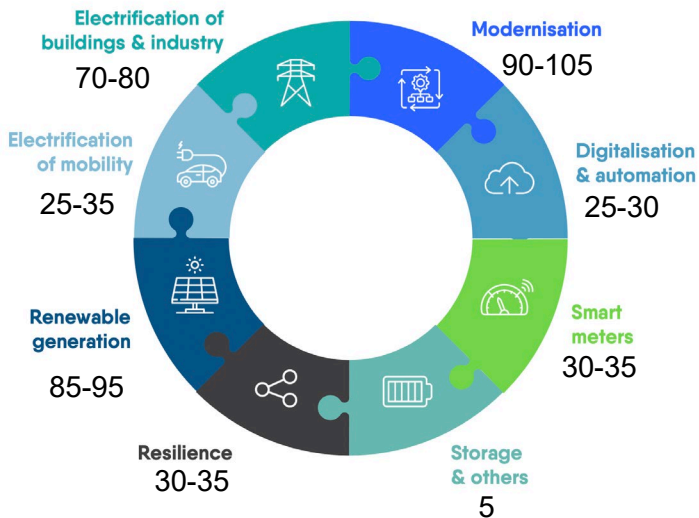 Electrification of
buildings & industry
70-80
Modernisation
90-105
Electrification
of mobility
25-35
Digitalisation
& automation
25-30
Renewable
generation
85-95
Smart
meters
30-35
Resilience
30-35
Storage
& others
5